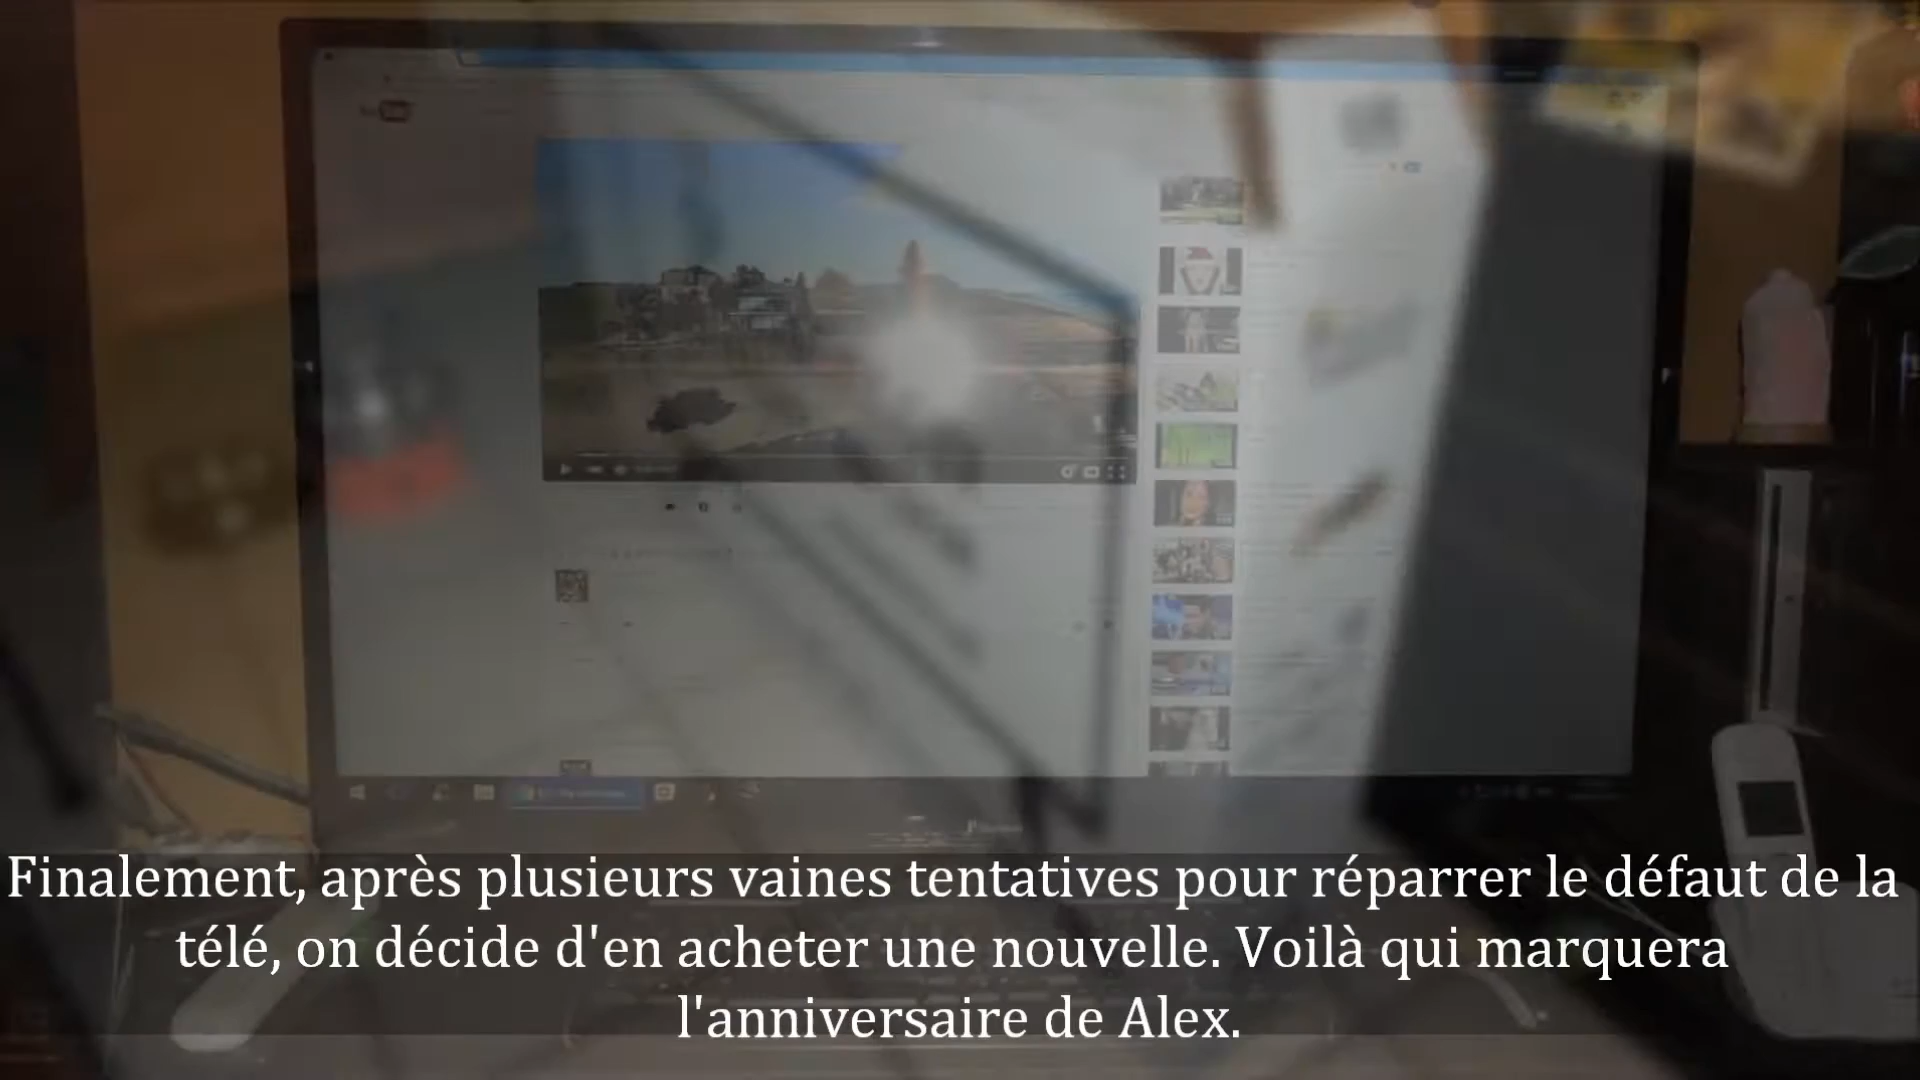 Finalement, après plusieurs vaines tentatives pour réparrer le défaut de la
télé, on décide d'en acheter une nouvelle. Voilà qui marquera
l'anniversaire de Alex.